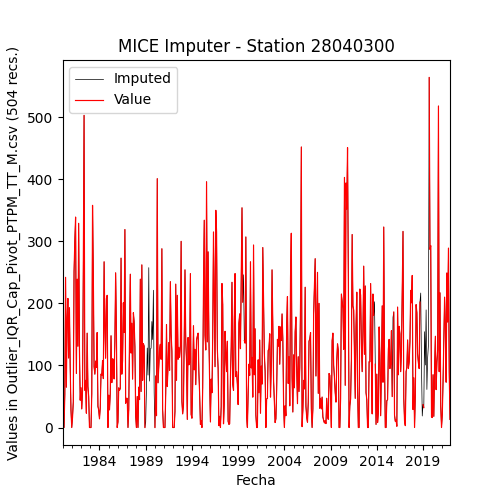 MICE Imputer - Station 28040300
Imputed
Value
Values in Outlier_IQR_Cap_Pivot_PTPM_TT_M.csv (504 recs.)
500
400
300
200
100
0
1984 1989 1994 1999 2004 2009 2014 2019
Fecha